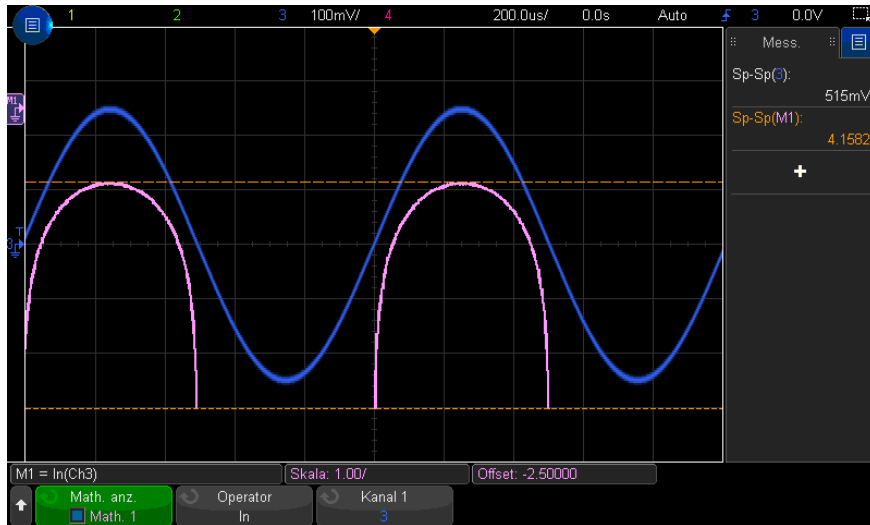 1 2 3 100mV/ 4 200.0us/ 0.0s Auto 3 0.0V
Mess.
Sp-Sp(3):
515mV
Sp-Sp(M1):
4.1582
+
M1
T
3
M1 = ln(Ch3) Skala: 1.00/ Offset: -2.50000
Math. anz. Operator Kanal 1
Math. 1 ln 3